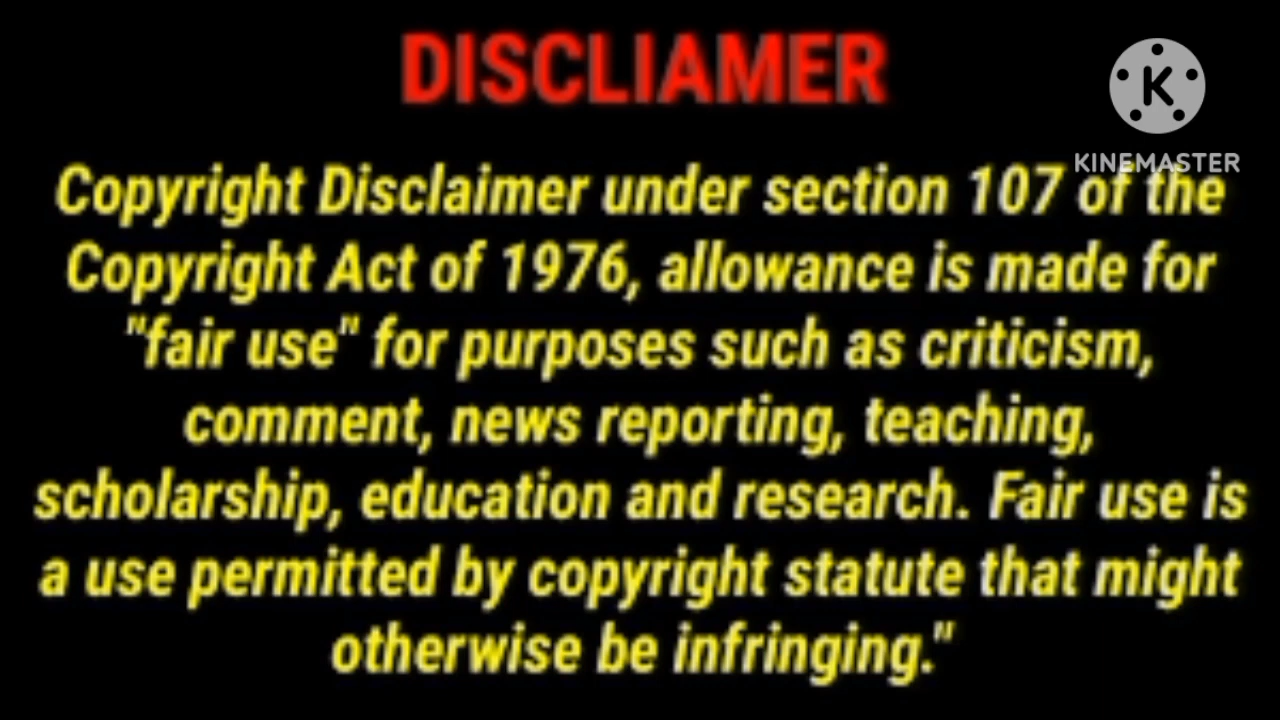 DISCLIAMER
K
KINEMASTER
Copyright Disclaimer under section 107 of the
Copyright Act of 1976, allowance is made for
"fair use" for purposes such as criticism,
comment, news reporting, teaching,
scholarship, education and research. Fair use is
a use permitted by copyright statute that might
otherwise be infringing."